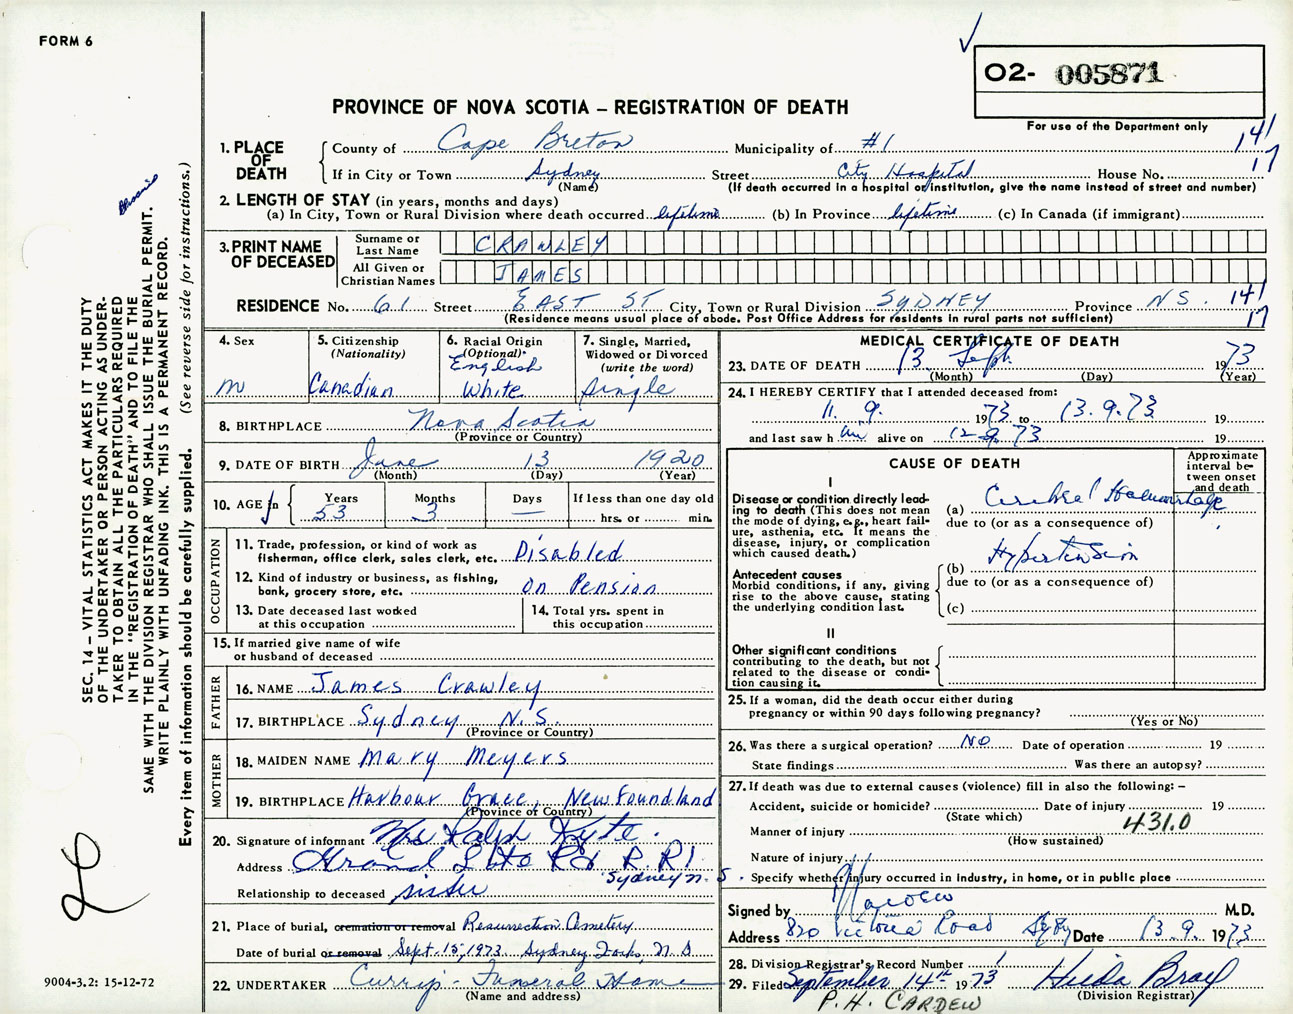 FORM 6
02- 005871
For use of the Department only
PROVINCE OF NOVA SCOTIA – REGISTRATION OF DEATH
1. PLACE OF DEATH
County of Cape Breton Municipality of #1 141
If in City or Town Sydney Street City Hospital House No. 17
(Name) (If death occurred in a hospital or institution, give the name instead of street and number)
2. LENGTH OF STAY (in years, months and days)
(a) In City, Town or Rural Division where death occurred lifetime (b) In Province lifetime (c) In Canada (if immigrant)
3. PRINT NAME OF DECEASED
Surname or Last Name CRAWLEY
All Given or Christian Names JAMES
RESIDENCE No. 61 Street EAST ST City, Town or Rural Division SYDNEY Province N.S. 141
(Residence means usual place of abode. Post Office Address for residents in rural parts not sufficient) 17
4. Sex
M
5. Citizenship
(Nationality)
Canadian
6. Racial Origin
(Optional)
English
White
7. Single, Married,
Widowed or Divorced
(write the word)
Single
8. BIRTHPLACE Nova Scotia
(Province or Country)
9. DATE OF BIRTH June 13 1920
(Month) (Day) (Year)
10. AGE in Years Months Days If less than one day old
53 3 — hrs. or min.
OCCUPATION
11. Trade, profession, or kind of work as
fisherman, office clerk, sales clerk, etc. Disabled
12. Kind of industry or business, as fishing,
bank, grocery store, etc. on Pension
13. Date deceased last worked
at this occupation
14. Total yrs. spent in
this occupation
15. If married give name of wife
or husband of deceased
FATHER
16. NAME James Crawley
17. BIRTHPLACE Sydney N.S.
(Province or Country)
MOTHER
18. MAIDEN NAME Mary Meyers
19. BIRTHPLACE Harbour Grace, Newfoundland
(Province or Country)
20. Signature of informant Mrs Ralph Kyte.
Address Grand Lake Rd R.R1.
Sydney N.S.
Relationship to deceased sister
21. Place of burial, cremation or removal Resurrection Cemetery
Date of burial or removal Sept. 15, 1973 Sydney Forks, N.S
22. UNDERTAKER Funeral Home
(Name and address)
MEDICAL CERTIFICATE OF DEATH
23. DATE OF DEATH 13 Sept. 1973
(Month) (Day) (Year)
24. I HEREBY CERTIFY that I attended deceased from:
11. 9. 1973 to 13.9.73 19
and last saw him alive on 12.9.73 19
CAUSE OF DEATH
Approximate
interval be-
tween onset
and death
I
Disease or condition directly lead-
ing to death (This does not mean
the mode of dying, e.g., heart fail-
ure, asthenia, etc. It means the
disease, injury, or complication
which caused death.)
(a) Cerebral Haemorrhage
due to (or as a consequence of)
Antecedent causes
Morbid conditions, if any, giving
rise to the above cause, stating
the underlying condition last.
(b) Hypertension
due to (or as a consequence of)
(c)
II
Other significant conditions
contributing to the death, but not
related to the disease or condi-
tion causing it.
25. If a woman, did the death occur either during
pregnancy or within 90 days following pregnancy?
(Yes or No)
26. Was there a surgical operation? No Date of operation 19
State findings Was there an autopsy?
27. If death was due to external causes (violence) fill in also the following: –
Accident, suicide or homicide? Date of injury 19
(State which)
431.0
Manner of injury
(How sustained)
Nature of injury
Specify whether injury occurred in industry, in home, or in public place
Signed by M.D.
Address 820 Victoria Road Date 13.9.1973
28. Division Registrar's Record Number
29. Filed September 14th 1973 Hilda Bray
(Division Registrar)
P.H. CARDEW
SEC. 14 – VITAL STATISTICS ACT MAKES IT THE DUTY
OF THE UNDERTAKER OR PERSON ACTING AS UNDER-
TAKER TO OBTAIN ALL THE PARTICULARS REQUIRED
IN THE "REGISTRATION OF DEATH" AND TO FILE THE
SAME WITH THE DIVISION REGISTRAR WHO SHALL ISSUE THE BURIAL PERMIT.
WRITE PLAINLY WITH UNFADING INK. THIS IS A PERMANENT RECORD.
Every item of information should be carefully supplied. (See reverse side for instructions.)
9004-3.2: 15-12-72